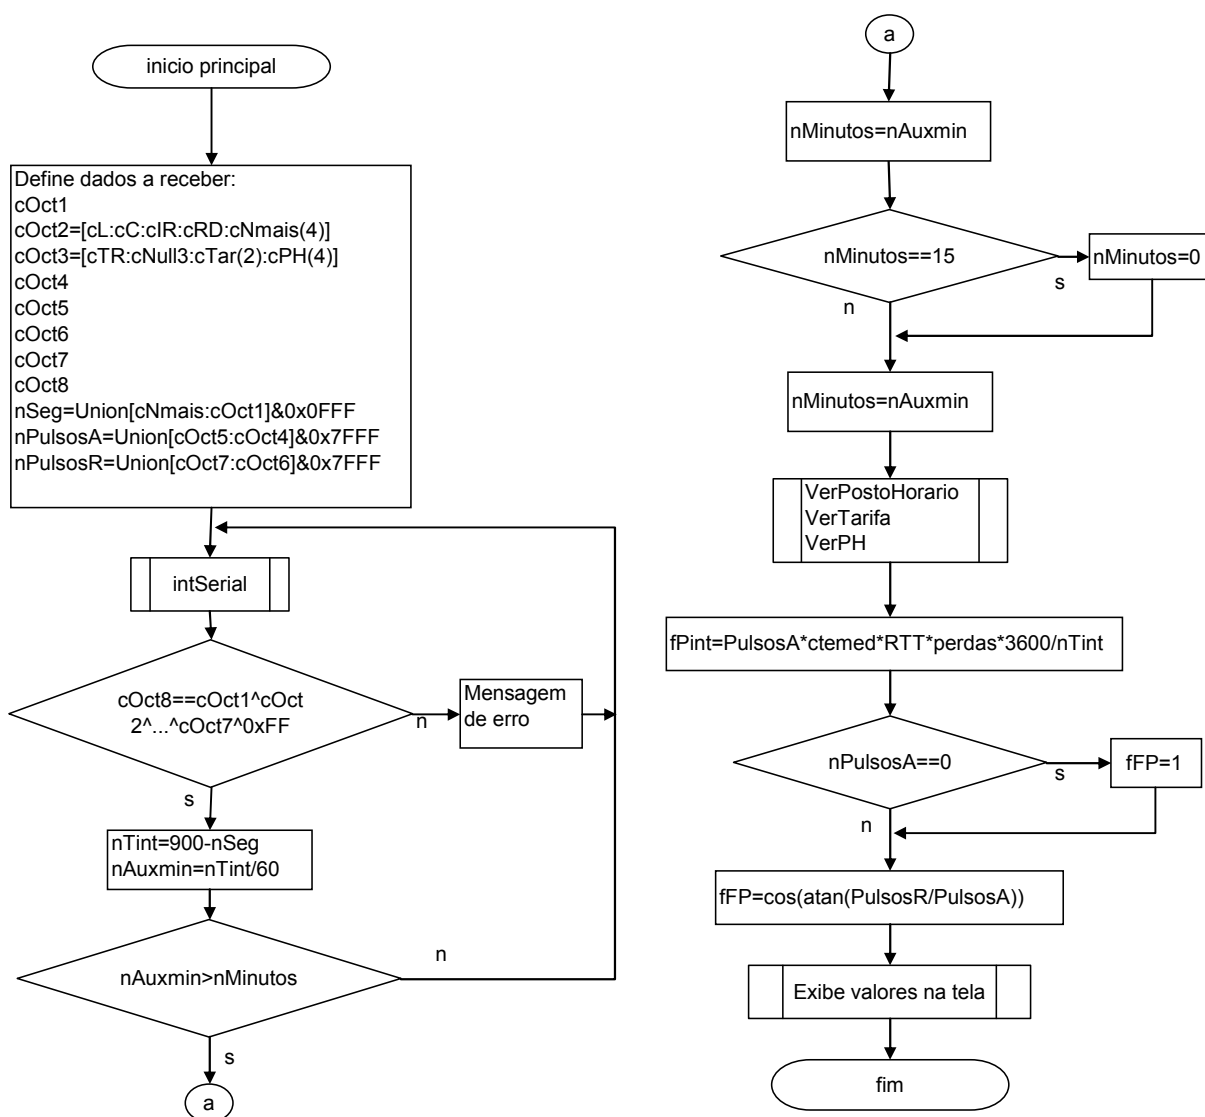 inicio principal
Define dados a receber:
cOct1
cOct2=[cL:cC:cIR:cRD:cNmais(4)]
cOct3=[cTR:cNull3:cTar(2):cPH(4)]
cOct4
cOct5
cOct6
cOct7
cOct8
nSeg=Union[cNmais:cOct1]&0x0FFF
nPulsosA=Union[cOct5:cOct4]&0x7FFF
nPulsosR=Union[cOct7:cOct6]&0x7FFF
intSerial
cOct8==cOct1^cOct
2^...^cOct7^0xFF
n
Mensagem
de erro
s
nTint=900-nSeg
nAuxmin=nTint/60
nAuxmin>nMinutos
n
s
a
a
nMinutos=nAuxmin
nMinutos==15
s
nMinutos=0
n
nMinutos=nAuxmin
VerPostoHorario
VerTarifa
VerPH
fPint=PulsosA*ctemed*RTT*perdas*3600/nTint
nPulsosA==0
s
fFP=1
n
fFP=cos(atan(PulsosR/PulsosA))
Exibe valores na tela
fim